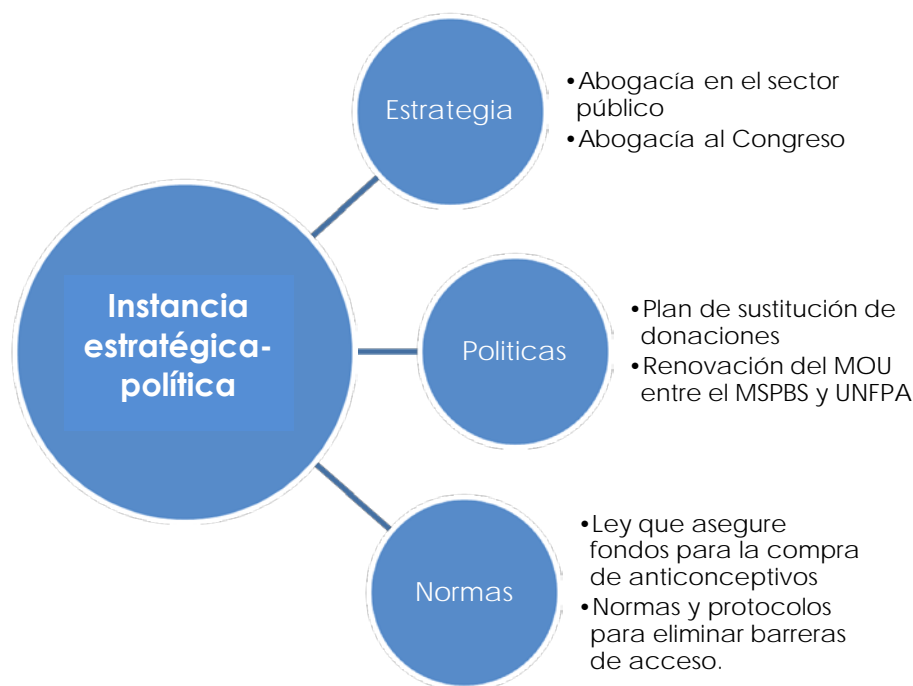 Instancia
estratégica-
política
Estrategia
•Abogacía en el sector
público
•Abogacía al Congreso
Politicas
•Plan de sustitución de
donaciones
•Renovación del MOU
entre el MSPBS y UNFPA
Normas
•Ley que asegure
fondos para la compra
de anticonceptivos
•Normas y protocolos
para eliminar barreras
de acceso.